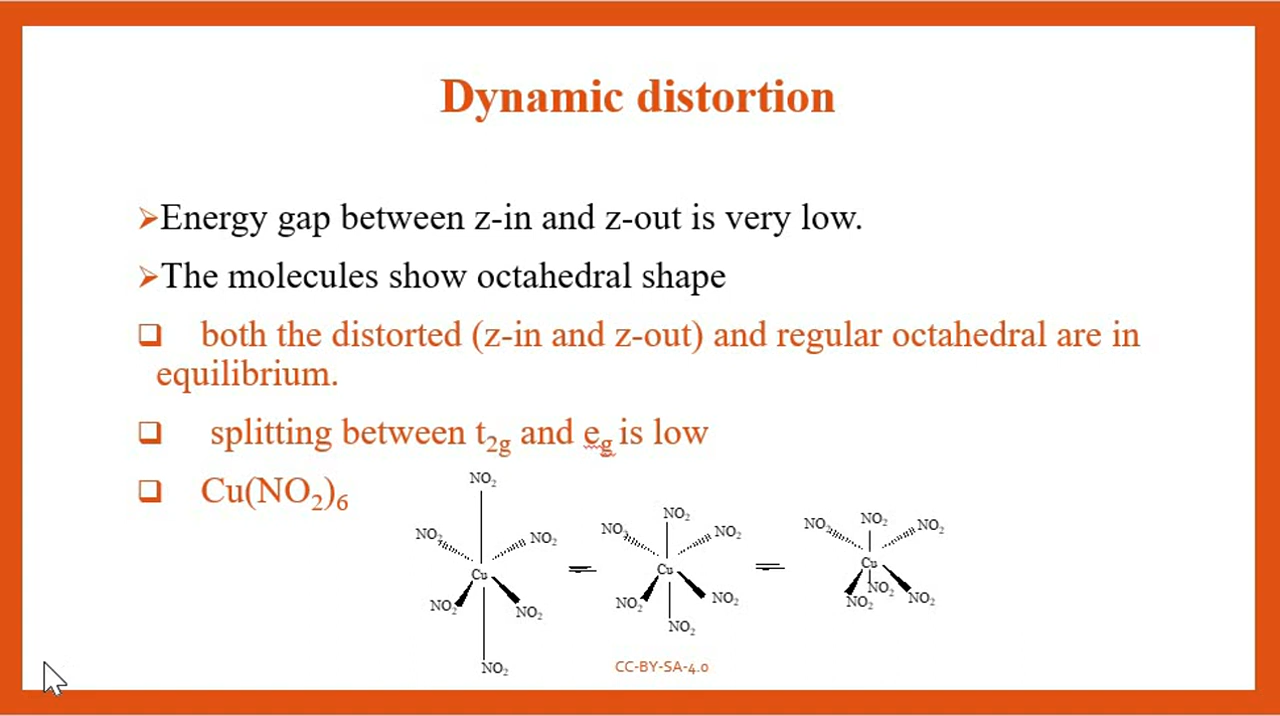 Dynamic distortion
➢Energy gap between z-in and z-out is very low.
➢The molecules show octahedral shape
❑ both the distorted (z-in and z-out) and regular octahedral are in
equilibrium.
❑ splitting between t₂g and eg is low
❑ Cu(NO₂)₆
NO₂ NO₂ NO₂ Cu NO₂ NO₂ NO₂
NO₂ NO₂ NO₂ Cu NO₂ NO₂ NO₂
NO₂ NO₂ NO₂ Cu NO₂ NO₂ NO₂
CC-BY-SA-4.0